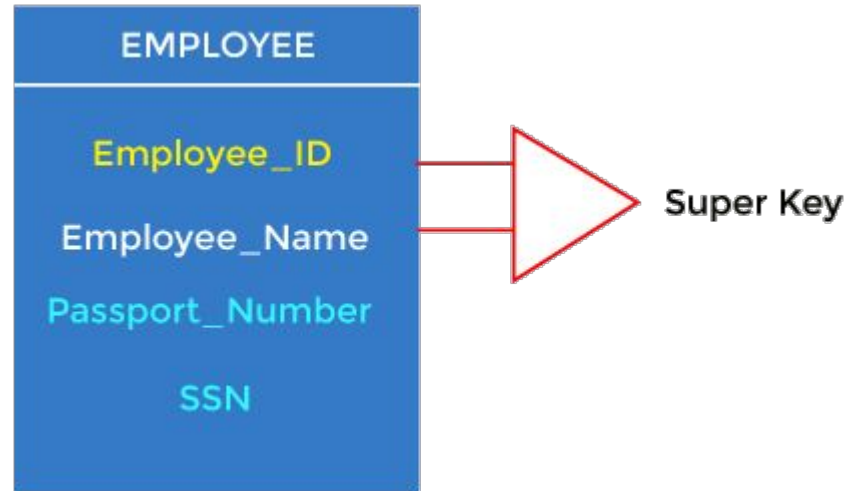 EMPLOYEE
Employee_ID
Employee_Name
Super Key
Passport_Number
SSN